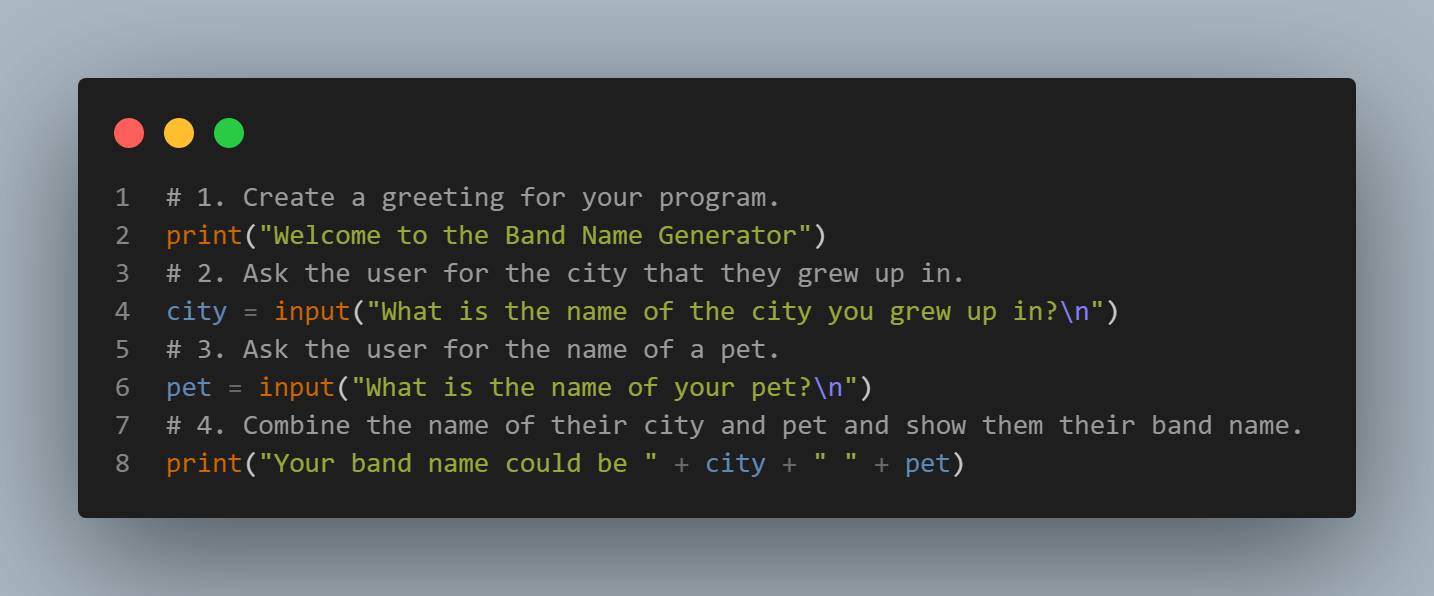 1 # 1. Create a greeting for your program.
2 print("Welcome to the Band Name Generator")
3 # 2. Ask the user for the city that they grew up in.
4 city = input("What is the name of the city you grew up in?\n")
5 # 3. Ask the user for the name of a pet.
6 pet = input("What is the name of your pet?\n")
7 # 4. Combine the name of their city and pet and show them their band name.
8 print("Your band name could be " + city + " " + pet)